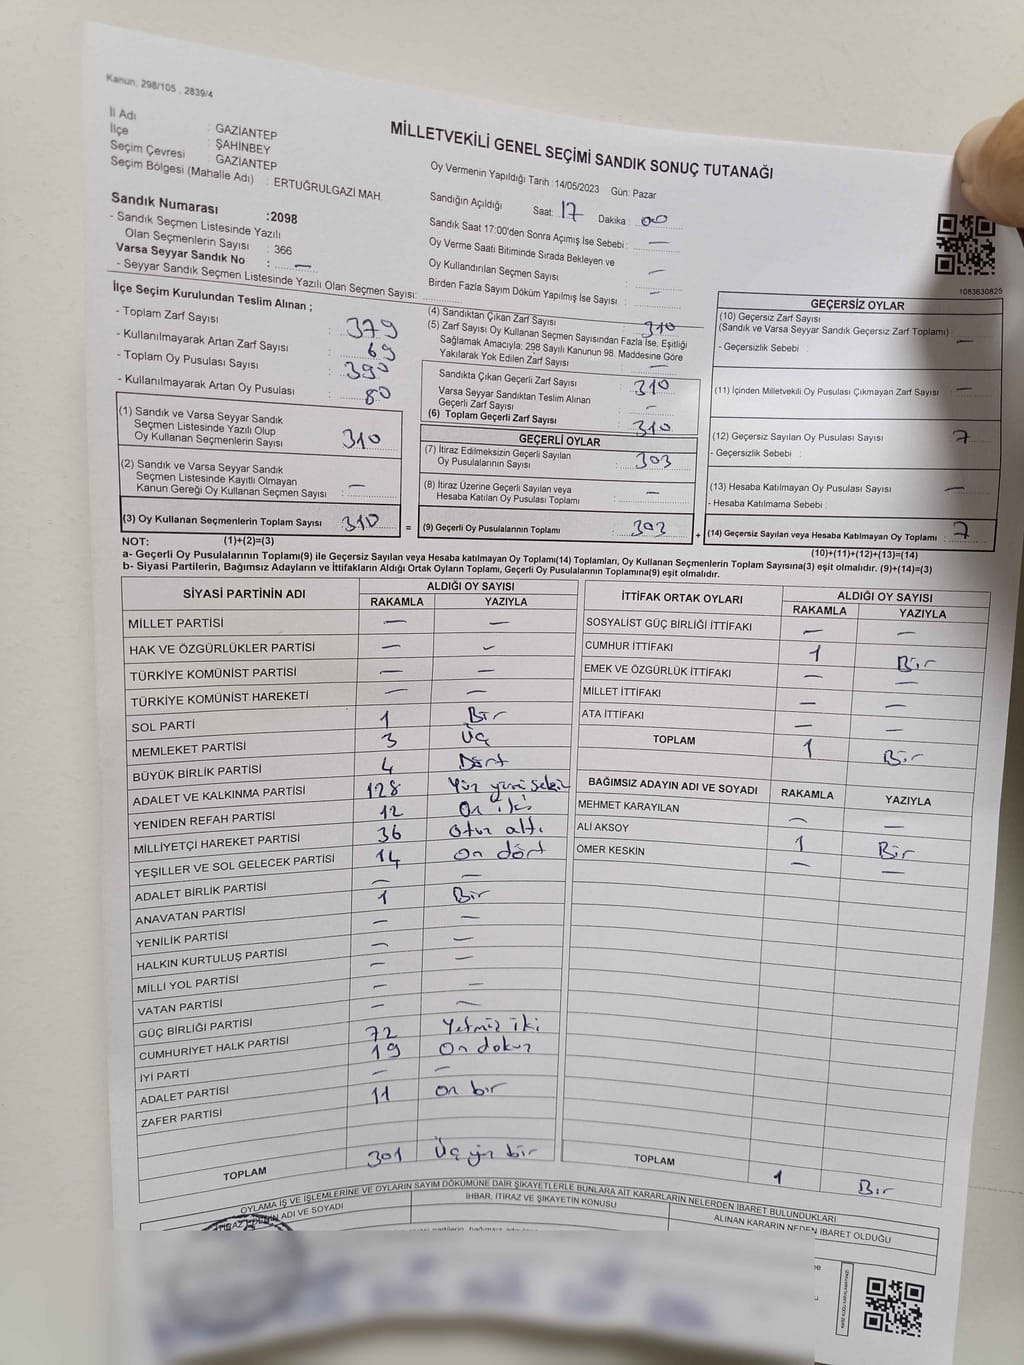 Kanun; 298/105 , 2839/4
MİLLETVEKİLİ GENEL SEÇİMİ SANDIK SONUÇ TUTANAĞI
İl Adı : GAZİANTEP
İlçe : ŞAHİNBEY
Seçim Çevresi : GAZİANTEP
Seçim Bölgesi (Mahalle Adı) : ERTUĞRULGAZİ MAH.
Sandık Numarası :2098
- Sandık Seçmen Listesinde Yazılı
Olan Seçmenlerin Sayısı : 366
Varsa Seyyar Sandık No : —
- Seyyar Sandık Seçmen Listesinde Yazılı Olan Seçmen Sayısı:
Oy Vermenin Yapıldığı Tarih :14/05/2023 Gün: Pazar
Sandığın Açıldığı Saat: 17 Dakika : 00
Sandık Saat 17:00'den Sonra Açımış İse Sebebi : —
Oy Verme Saati Bitiminde Sırada Bekleyen ve
Oy Kullandırılan Seçmen Sayısı : —
Birden Fazla Sayım Döküm Yapılmış İse Sayısı : —
1083630825
İlçe Seçim Kurulundan Teslim Alınan ;
- Toplam Zarf Sayısı : 379
- Kullanılmayarak Artan Zarf Sayısı : 69
- Toplam Oy Pusulası Sayısı : 390
- Kullanılmayarak Artan Oy Pusulası : 80
(1) Sandık ve Varsa Seyyar Sandık
Seçmen Listesinde Yazılı Olup
Oy Kullanan Seçmenlerin Sayısı : 310
(2) Sandık ve Varsa Seyyar Sandık
Seçmen Listesinde Kayıtlı Olmayan
Kanun Gereği Oy Kullanan Seçmen Sayısı : —
(3) Oy Kullanan Seçmenlerin Toplam Sayısı : 310 =
(4) Sandıktan Çıkan Zarf Sayısı : 310
(5) Zarf Sayısı Oy Kullanan Seçmen Sayısından Fazla İse, Eşitliği
Sağlamak Amacıyla; 298 Sayılı Kanunun 98. Maddesine Göre
Yakılarak Yok Edilen Zarf Sayısı : —
Sandıkta Çıkan Geçerli Zarf Sayısı : 310
Varsa Seyyar Sandıktan Teslim Alınan
Geçerli Zarf Sayısı : —
(6) Toplam Geçerli Zarf Sayısı : 310
GEÇERLİ OYLAR
(7) İtiraz Edilmeksizin Geçerli Sayılan
Oy Pusulalarının Sayısı : 303
(8) İtiraz Üzerine Geçerli Sayılan veya
Hesaba Katılan Oy Pusulası Toplamı : —
(9) Geçerli Oy Pusulalarının Toplamı : 303 +
GEÇERSİZ OYLAR
(10) Geçersiz Zarf Sayısı
(Sandık ve Varsa Seyyar Sandık Geçersiz Zarf Toplamı) : —
- Geçersizlik Sebebi :
(11) İçinden Milletvekili Oy Pusulası Çıkmayan Zarf Sayısı : —
(12) Geçersiz Sayılan Oy Pusulası Sayısı : 7
- Geçersizlik Sebebi :
(13) Hesaba Katılmayan Oy Pusulası Sayısı : —
- Hesaba Katılmama Sebebi :
(14) Geçersiz Sayılan veya Hesaba Katılmayan Oy Toplamı : 7
NOT: (1)+(2)=(3)
(10)+(11)+(12)+(13)=(14)
a- Geçerli Oy Pusulalarının Toplamı(9) ile Geçersiz Sayılan veya Hesaba katılmayan Oy Toplamı(14) Toplamları, Oy Kullanan Seçmenlerin Toplam Sayısına(3) eşit olmalıdır. (9)+(14)=(3)
b- Siyasi Partilerin, Bağımsız Adayların ve İttifakların Aldığı Ortak Oyların Toplamı, Geçerli Oy Pusulalarının Toplamına(9) eşit olmalıdır.
SİYASİ PARTİNİN ADI
ALDIĞI OY SAYISI
RAKAMLA YAZIYLA
MİLLET PARTİSİ — —
HAK VE ÖZGÜRLÜKLER PARTİSİ — —
TÜRKİYE KOMÜNİST PARTİSİ — —
TÜRKİYE KOMÜNİST HAREKETİ — —
SOL PARTİ 1 Bir
MEMLEKET PARTİSİ 3 Üç
BÜYÜK BİRLİK PARTİSİ 4 Dört
ADALET VE KALKINMA PARTİSİ 128 Yüz yirmi sekiz
YENİDEN REFAH PARTİSİ 12 On iki
MİLLİYETÇİ HAREKET PARTİSİ 36 Otuz altı
YEŞİLLER VE SOL GELECEK PARTİSİ 14 On dört
ADALET BİRLİK PARTİSİ — —
ANAVATAN PARTİSİ 1 Bir
YENİLİK PARTİSİ — —
HALKIN KURTULUŞ PARTİSİ — —
MİLLİ YOL PARTİSİ — —
VATAN PARTİSİ — —
GÜÇ BİRLİĞİ PARTİSİ — —
CUMHURİYET HALK PARTİSİ 72 Yetmiş iki
İYİ PARTİ 19 On dokuz
ADALET PARTİSİ — —
ZAFER PARTİSİ 11 on bir
TOPLAM 301 Üç yüz bir
İTTİFAK ORTAK OYLARI
ALDIĞI OY SAYISI
RAKAMLA YAZIYLA
SOSYALİST GÜÇ BİRLİĞİ İTTİFAKI — —
CUMHUR İTTİFAKI 1 Bir
EMEK VE ÖZGÜRLÜK İTTİFAKI — —
MİLLET İTTİFAKI — —
ATA İTTİFAKI — —
TOPLAM 1 Bir
BAĞIMSIZ ADAYIN ADI VE SOYADI RAKAMLA YAZIYLA
MEHMET KARAYILAN — —
ALİ AKSOY 1 Bir
ÖMER KESKİN — —
TOPLAM 1 Bir
OYLAMA İŞ VE İŞLEMLERİNE VE OYLARIN SAYIM DÖKÜMÜNE DAİR ŞİKAYETLERLE BUNLARA AİT KARARLARIN NELERDEN İBARET BULUNDUKLARI
İTİRAZ EDENİN ADI VE SOYADI
İHBAR, İTİRAZ VE ŞİKAYETİN KONUSU
ALINAN KARARIN NEDEN İBARET OLDUĞU